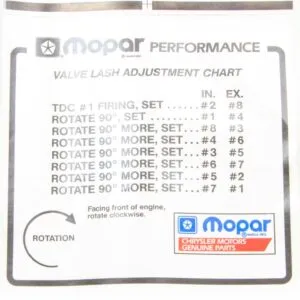 mopar PERFORMANCE
VALVE LASH ADJUSTMENT CHART
IN. EX.
TDC #1 FIRING, SET ......#2 #8
ROTATE 90°, SET ..........#1 #4
ROTATE 90° MORE, SET...#8 #3
ROTATE 90° MORE, SET...#4 #6
ROTATE 90° MORE, SET...#3 #5
ROTATE 90° MORE, SET...#6 #7
ROTATE 90° MORE, SET...#5 #2
ROTATE 90° MORE, SET...#7 #1
Facing front of engine,
rotate clockwise.
ROTATION
mopar
CHRYSLER MOTORS
GENUINE PARTS